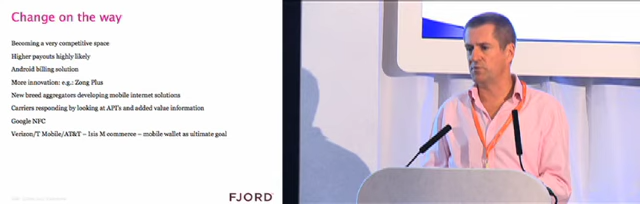 Change on the way
Becoming a very competitive space
Higher payouts highly likely
Android billing solution
More innovation: e.g.: Zong Plus
New breed aggregators developing mobile internet solutions
Carriers responding by looking at API's and added value information
Google NFC
Verizon/T Mobile/AT&T – Isis M commerce – mobile wallet as ultimate goal
FJORD